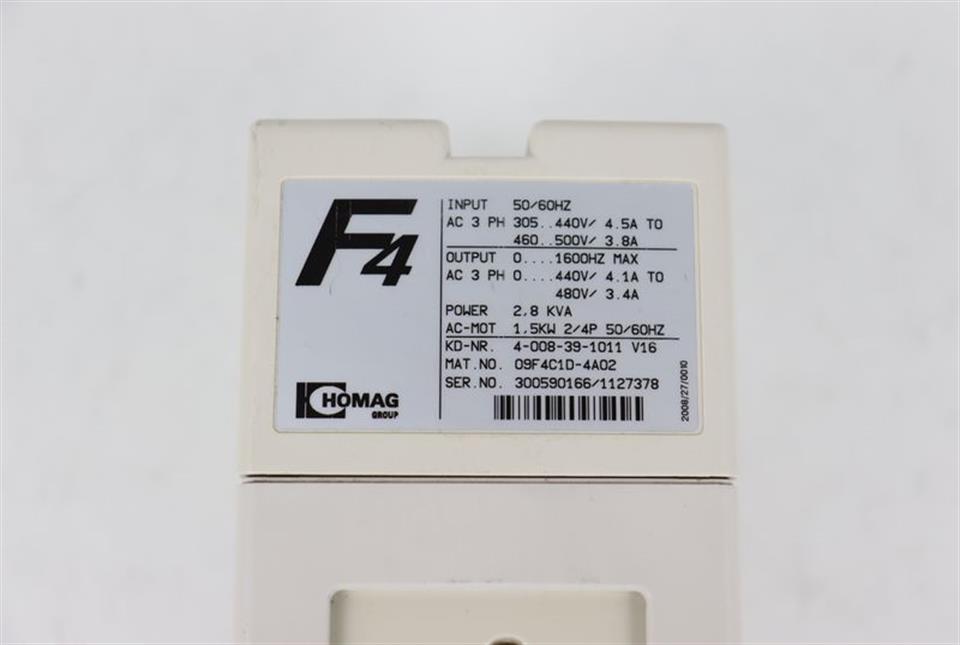 F4
INPUT 50/60HZ
AC 3 PH 305..440V/ 4.5A TO
460..500V/ 3.8A
OUTPUT 0....1600HZ MAX
AC 3 PH 0....440V/ 4.1A TO
480V/ 3.4A
POWER 2,8 KVA
AC-MOT 1,5KW 2/4P 50/60HZ
KD-NR. 4-008-39-1011 V16
MAT.NO. 09F4C1D-4A02
SER.NO. 300590166/1127378
HOMAG
GROUP
2008/27/0010